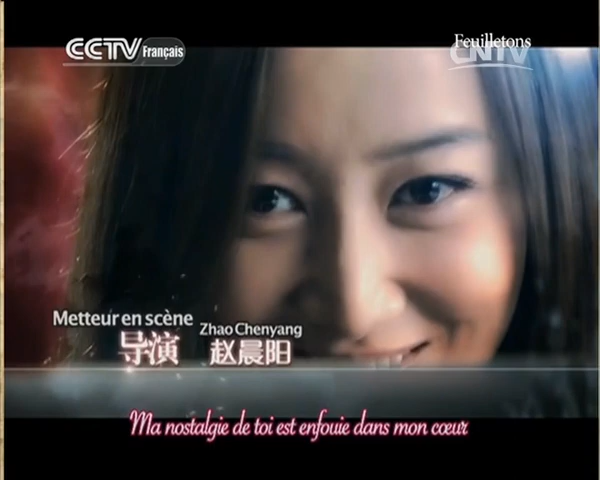 CCTV Français
Feuilletons
CNTV
Metteur en scène
Zhao Chenyang
导演 赵晨阳
Ma nostalgie de toi est enfouie dans mon cœur